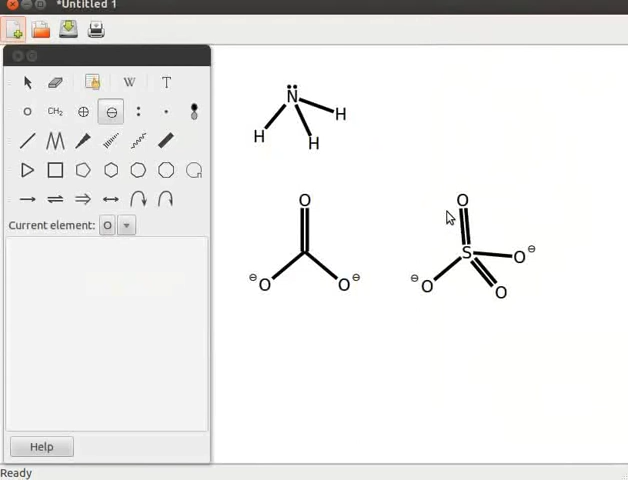 *Untitled 1
W
T
CH₂
Current element: O
Help
Ready
N
H
H
H
O
⊖ O
O ⊖
O
S
O ⊖
⊖ O
O